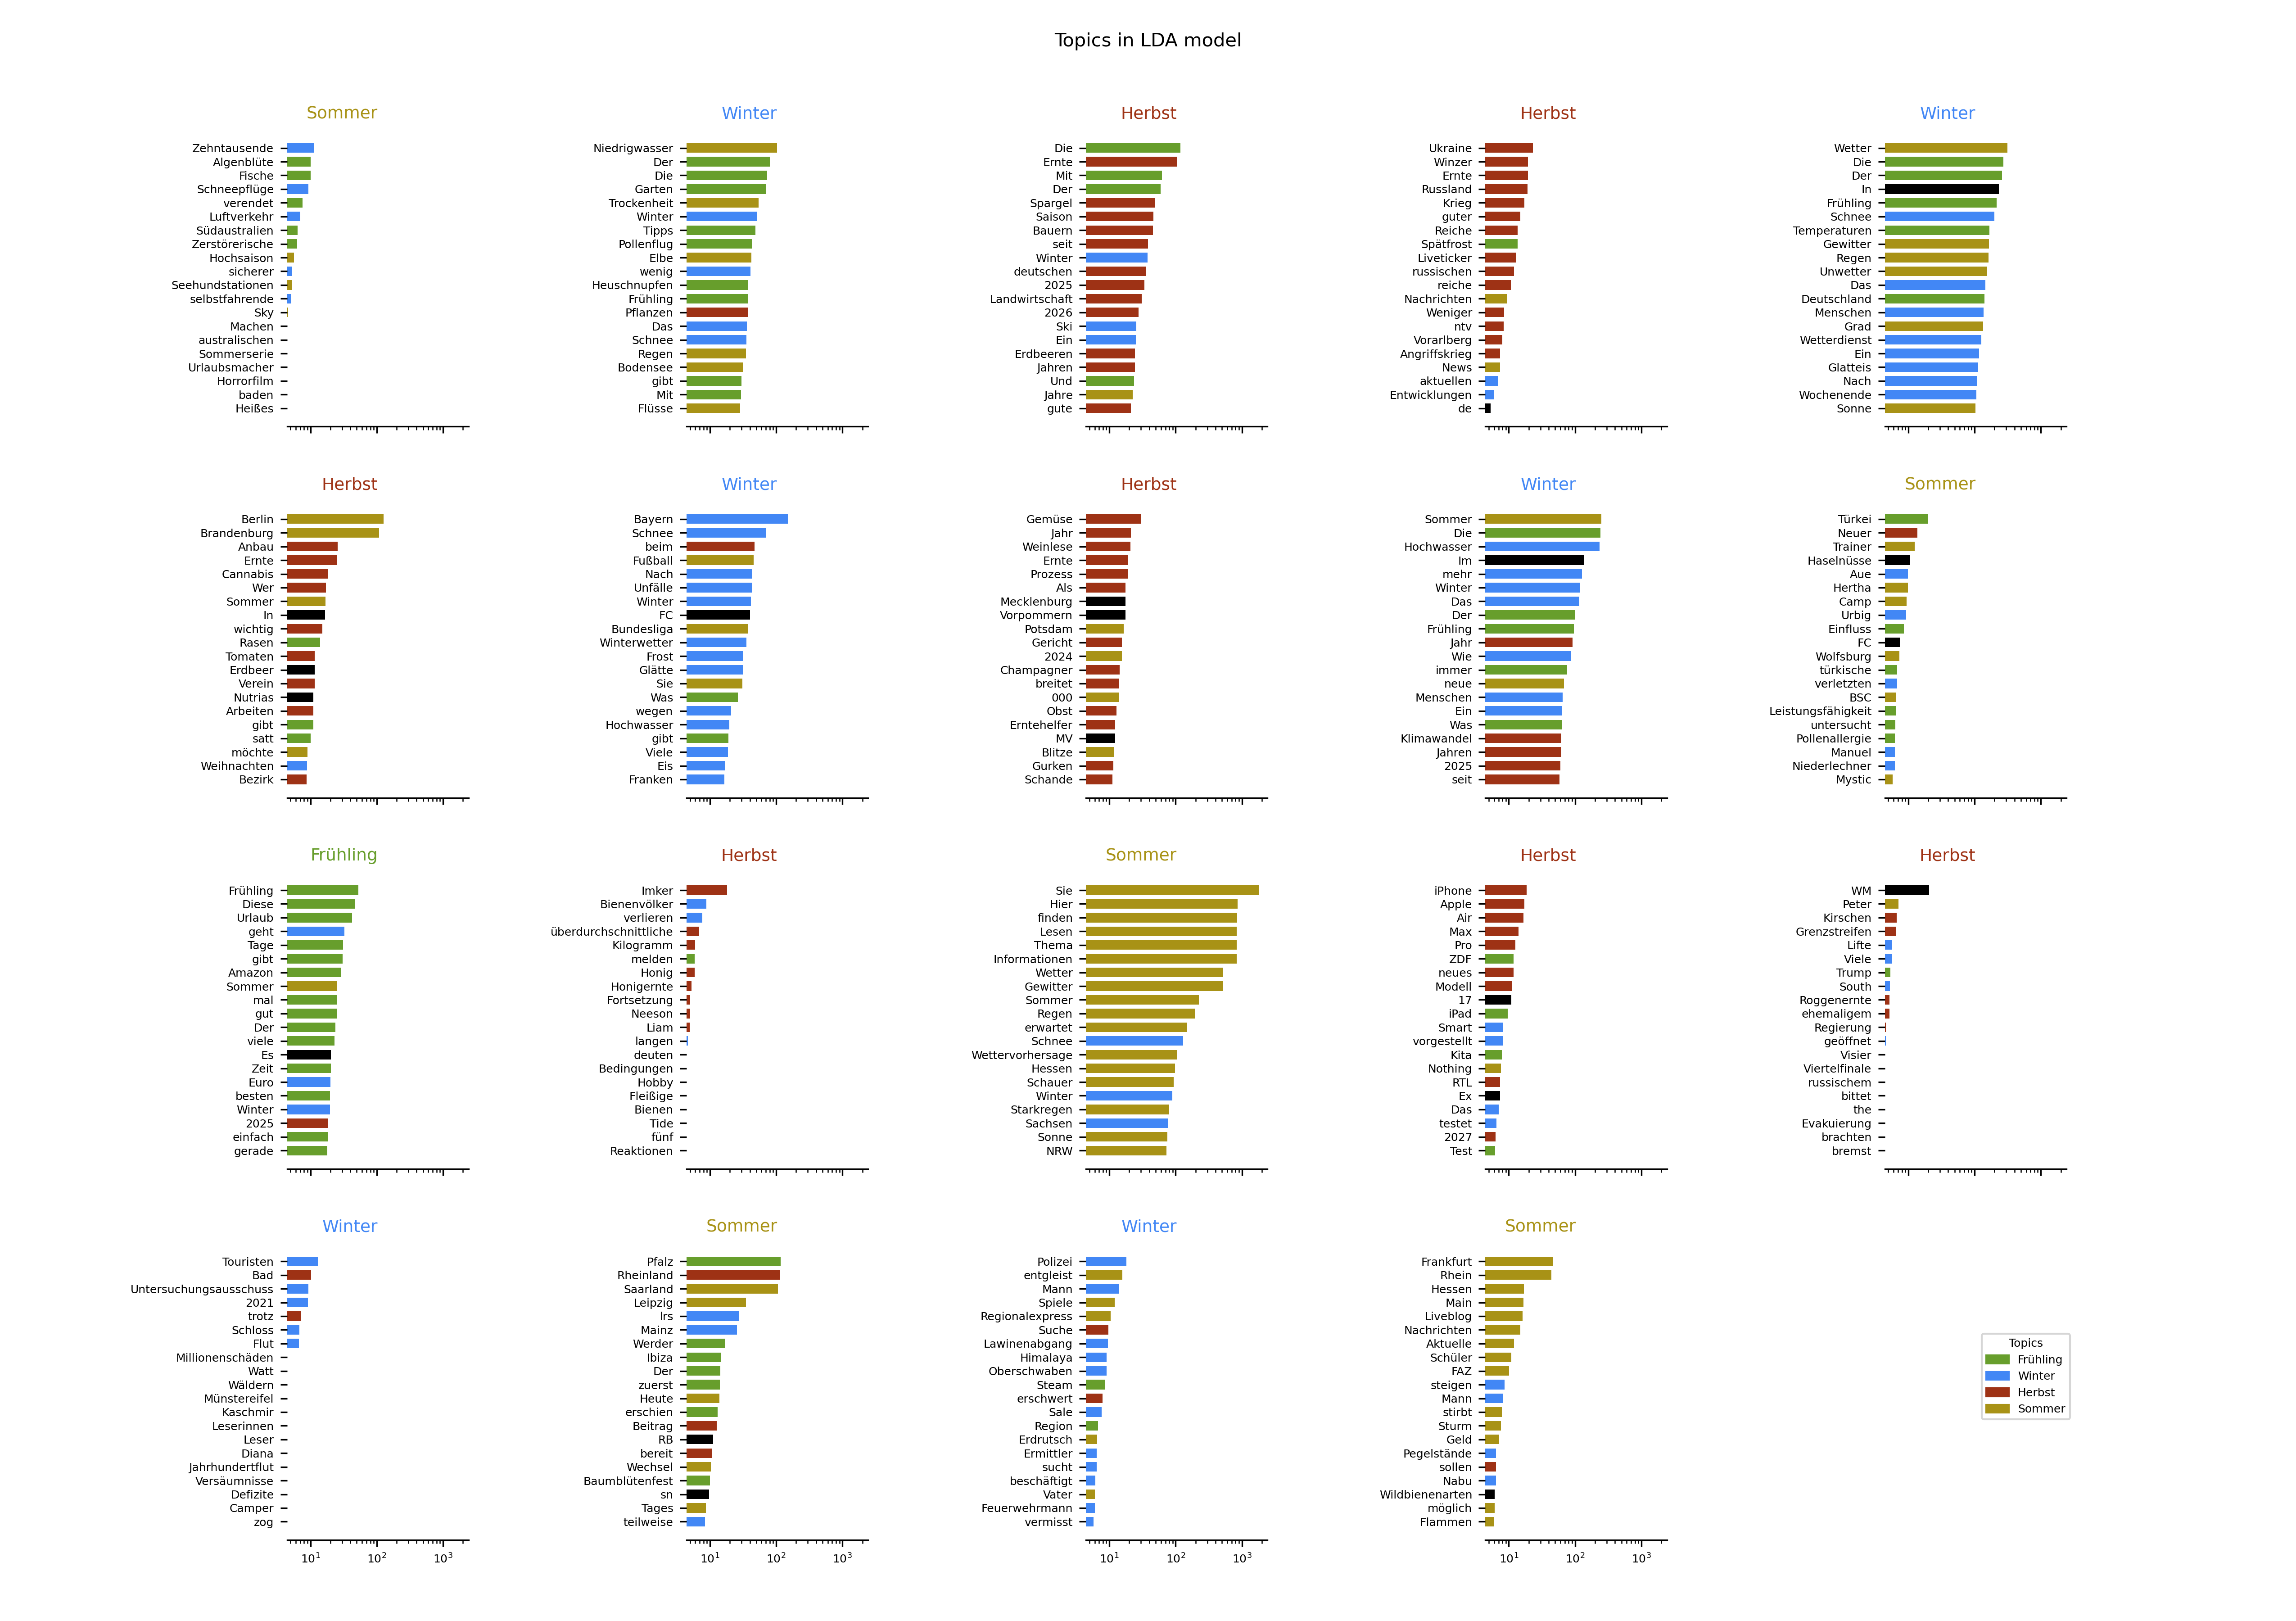 Topics in LDA model
Sommer
Zehntausende
Algenblüte
Fische
Schneepflüge
verendet
Luftverkehr
Südaustralien
Zerstörerische
Hochsaison
sicherer
Seehundstationen
selbstfahrende
Sky
Machen
australischen
Sommerserie
Urlaubsmacher
Horrorfilm
baden
Heißes
Winter
Niedrigwasser
Der
Die
Garten
Trockenheit
Winter
Tipps
Pollenflug
Elbe
wenig
Heuschnupfen
Frühling
Pflanzen
Das
Schnee
Regen
Bodensee
gibt
Mit
Flüsse
Herbst
Die
Ernte
Mit
Der
Spargel
Saison
Bauern
seit
Winter
deutschen
2025
Landwirtschaft
2026
Ski
Ein
Erdbeeren
Jahren
Und
Jahre
gute
Herbst
Ukraine
Winzer
Ernte
Russland
Krieg
guter
Reiche
Spätfrost
Liveticker
russischen
reiche
Nachrichten
Weniger
ntv
Vorarlberg
Angriffskrieg
News
aktuellen
Entwicklungen
de
Winter
Wetter
Die
Der
In
Frühling
Schnee
Temperaturen
Gewitter
Regen
Unwetter
Das
Deutschland
Menschen
Grad
Wetterdienst
Ein
Glatteis
Nach
Wochenende
Sonne
Herbst
Berlin
Brandenburg
Anbau
Ernte
Cannabis
Wer
Sommer
In
wichtig
Rasen
Tomaten
Erdbeer
Verein
Nutrias
Arbeiten
gibt
satt
möchte
Weihnachten
Bezirk
Winter
Bayern
Schnee
beim
Fußball
Nach
Unfälle
Winter
FC
Bundesliga
Winterwetter
Frost
Glätte
Sie
Was
wegen
Hochwasser
gibt
Viele
Eis
Franken
Herbst
Gemüse
Jahr
Weinlese
Ernte
Prozess
Als
Mecklenburg
Vorpommern
Potsdam
Gericht
2024
Champagner
breitet
000
Obst
Erntehelfer
MV
Blitze
Gurken
Schande
Winter
Sommer
Die
Hochwasser
Im
mehr
Winter
Das
Der
Frühling
Jahr
Wie
immer
neue
Menschen
Ein
Was
Klimawandel
Jahren
2025
seit
Sommer
Türkei
Neuer
Trainer
Haselnüsse
Aue
Hertha
Camp
Urbig
Einfluss
FC
Wolfsburg
türkische
verletzten
BSC
Leistungsfähigkeit
untersucht
Pollenallergie
Manuel
Niederlechner
Mystic
Frühling
Frühling
Diese
Urlaub
geht
Tage
gibt
Amazon
Sommer
mal
gut
Der
viele
Es
Zeit
Euro
besten
Winter
2025
einfach
gerade
Herbst
Imker
Bienenvölker
verlieren
überdurchschnittliche
Kilogramm
melden
Honig
Honigernte
Fortsetzung
Neeson
Liam
langen
deuten
Bedingungen
Hobby
Fleißige
Bienen
Tide
fünf
Reaktionen
Sommer
Sie
Hier
finden
Lesen
Thema
Informationen
Wetter
Gewitter
Sommer
Regen
erwartet
Schnee
Wettervorhersage
Hessen
Schauer
Winter
Starkregen
Sachsen
Sonne
NRW
Herbst
iPhone
Apple
Air
Max
Pro
ZDF
neues
Modell
17
iPad
Smart
vorgestellt
Kita
Nothing
RTL
Ex
Das
testet
2027
Test
Herbst
WM
Peter
Kirschen
Grenzstreifen
Lifte
Viele
Trump
South
Roggenernte
ehemaligem
Regierung
geöffnet
Visier
Viertelfinale
russischem
bittet
the
Evakuierung
brachten
bremst
Winter
Touristen
Bad
Untersuchungsausschuss
2021
trotz
Schloss
Flut
Millionenschäden
Watt
Wäldern
Münstereifel
Kaschmir
Leserinnen
Leser
Diana
Jahrhundertflut
Versäumnisse
Defizite
Camper
zog
10¹ 10² 10³
Sommer
Pfalz
Rheinland
Saarland
Leipzig
lrs
Mainz
Werder
Ibiza
Der
zuerst
Heute
erschien
Beitrag
RB
bereit
Wechsel
Baumblütenfest
sn
Tages
teilweise
10¹ 10² 10³
Winter
Polizei
entgleist
Mann
Spiele
Regionalexpress
Suche
Lawinenabgang
Himalaya
Oberschwaben
Steam
erschwert
Sale
Region
Erdrutsch
Ermittler
sucht
beschäftigt
Vater
Feuerwehrmann
vermisst
10¹ 10² 10³
Sommer
Frankfurt
Rhein
Hessen
Main
Liveblog
Nachrichten
Aktuelle
Schüler
FAZ
steigen
Mann
stirbt
Sturm
Geld
Pegelstände
sollen
Nabu
Wildbienenarten
möglich
Flammen
10¹ 10² 10³
Topics
Frühling
Winter
Herbst
Sommer